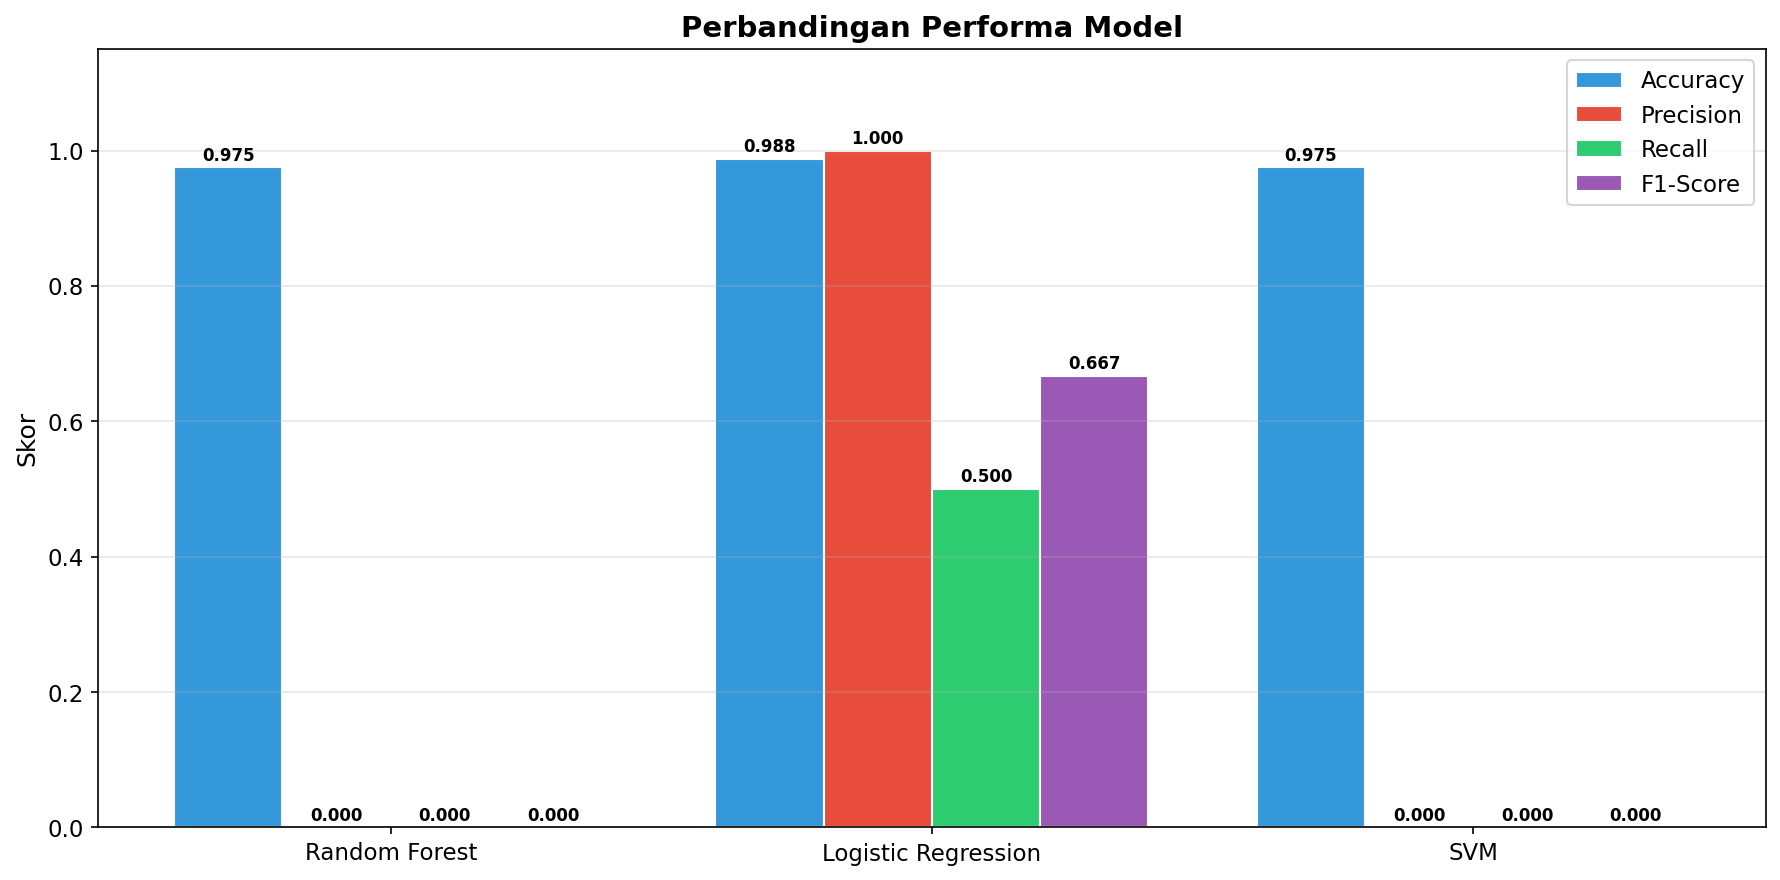 Perbandingan Performa Model
Accuracy
Precision
Recall
F1-Score
Skor
1.0
0.8
0.6
0.4
0.2
0.0
0.975
0.000
0.000
0.000
0.988
1.000
0.500
0.667
0.975
0.000
0.000
0.000
Random Forest
Logistic Regression
SVM